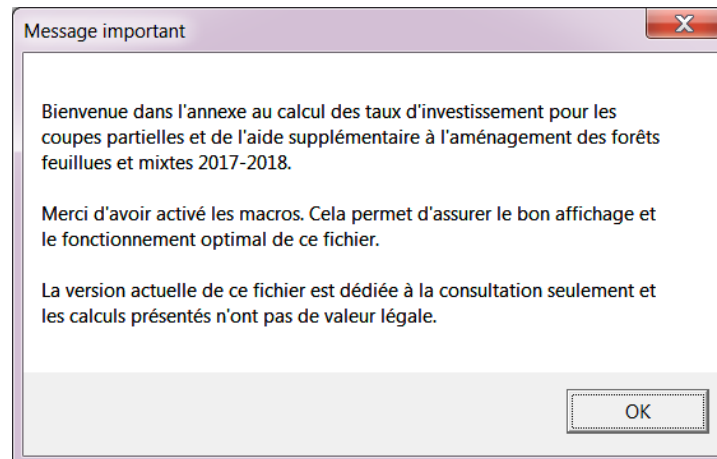 Message important
Bienvenue dans l'annexe au calcul des taux d'investissement pour les
coupes partielles et de l'aide supplémentaire à l'aménagement des forêts
feuillues et mixtes 2017-2018.
Merci d'avoir activé les macros. Cela permet d'assurer le bon affichage et
le fonctionnement optimal de ce fichier.
La version actuelle de ce fichier est dédiée à la consultation seulement et
les calculs présentés n'ont pas de valeur légale.
OK